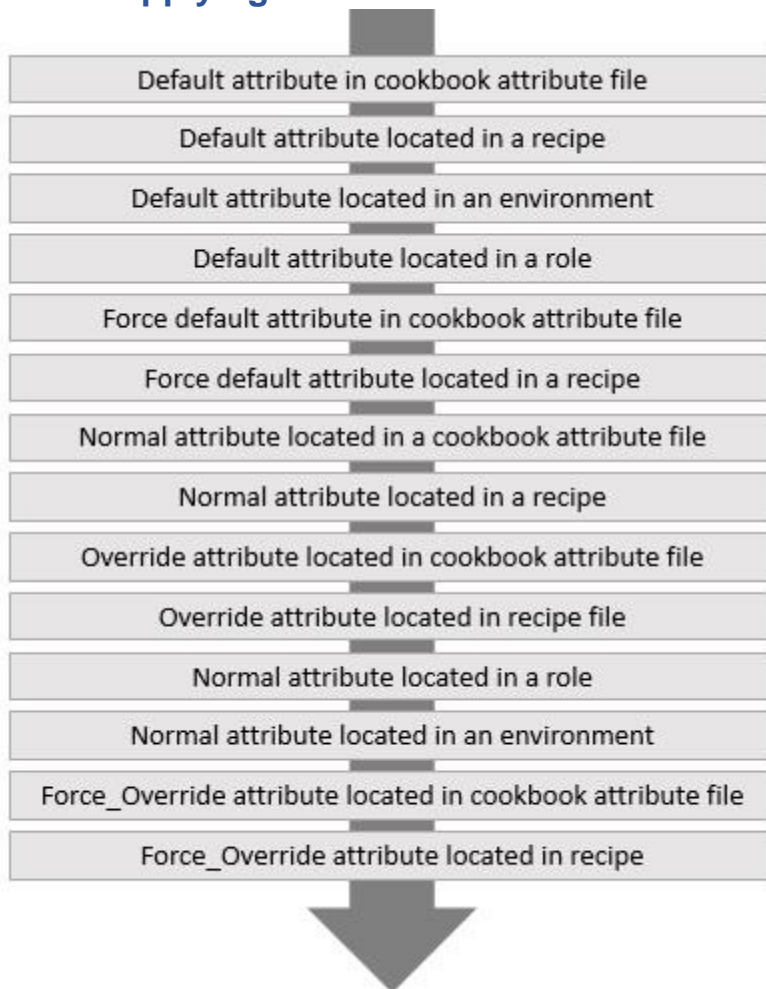 Default attribute in cookbook attribute file
Default attribute located in a recipe
Default attribute located in an environment
Default attribute located in a role
Force default attribute in cookbook attribute file
Force default attribute located in a recipe
Normal attribute located in a cookbook attribute file
Normal attribute located in a recipe
Override attribute located in cookbook attribute file
Override attribute located in recipe file
Normal attribute located in a role
Normal attribute located in an environment
Force_Override attribute located in cookbook attribute file
Force_Override attribute located in recipe